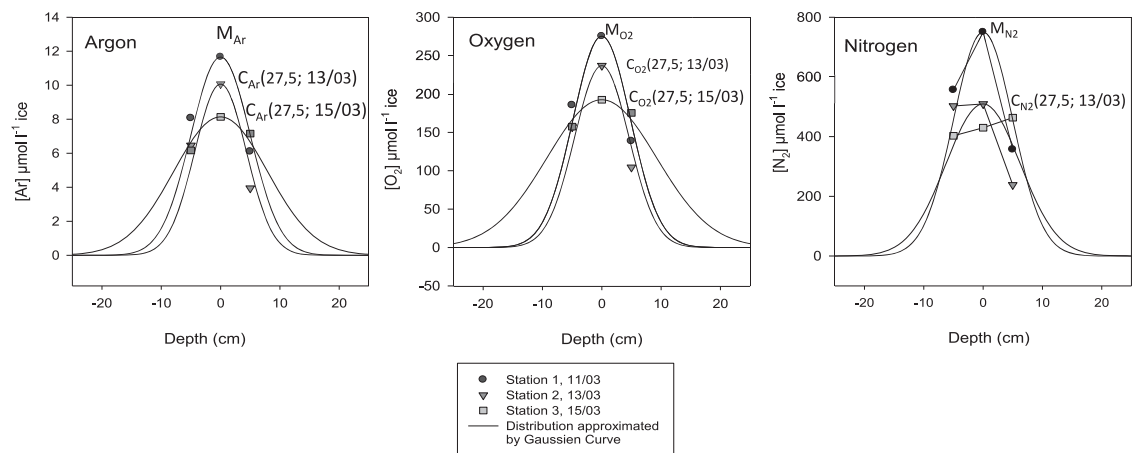 Argon
M_Ar
C_Ar(27,5; 13/03)
C_Ar(27,5; 15/03)
[Ar] µmol l⁻¹ ice
14
12
10
8
6
4
2
0
-20 -10 0 10 20
Depth (cm)
Oxygen
M_O2
C_O2(27,5; 13/03)
C_O2(27,5; 15/03)
[O₂] µmol l⁻¹ ice
300
250
200
150
100
50
0
-50
-20 -10 0 10 20
Depth (cm)
Nitrogen
M_N2
C_N2(27,5; 13/03)
[N₂] µmol l⁻¹ ice
800
600
400
200
0
-20 -10 0 10 20
Depth (cm)
Station 1, 11/03
Station 2, 13/03
Station 3, 15/03
Distribution approximated
by Gaussien Curve